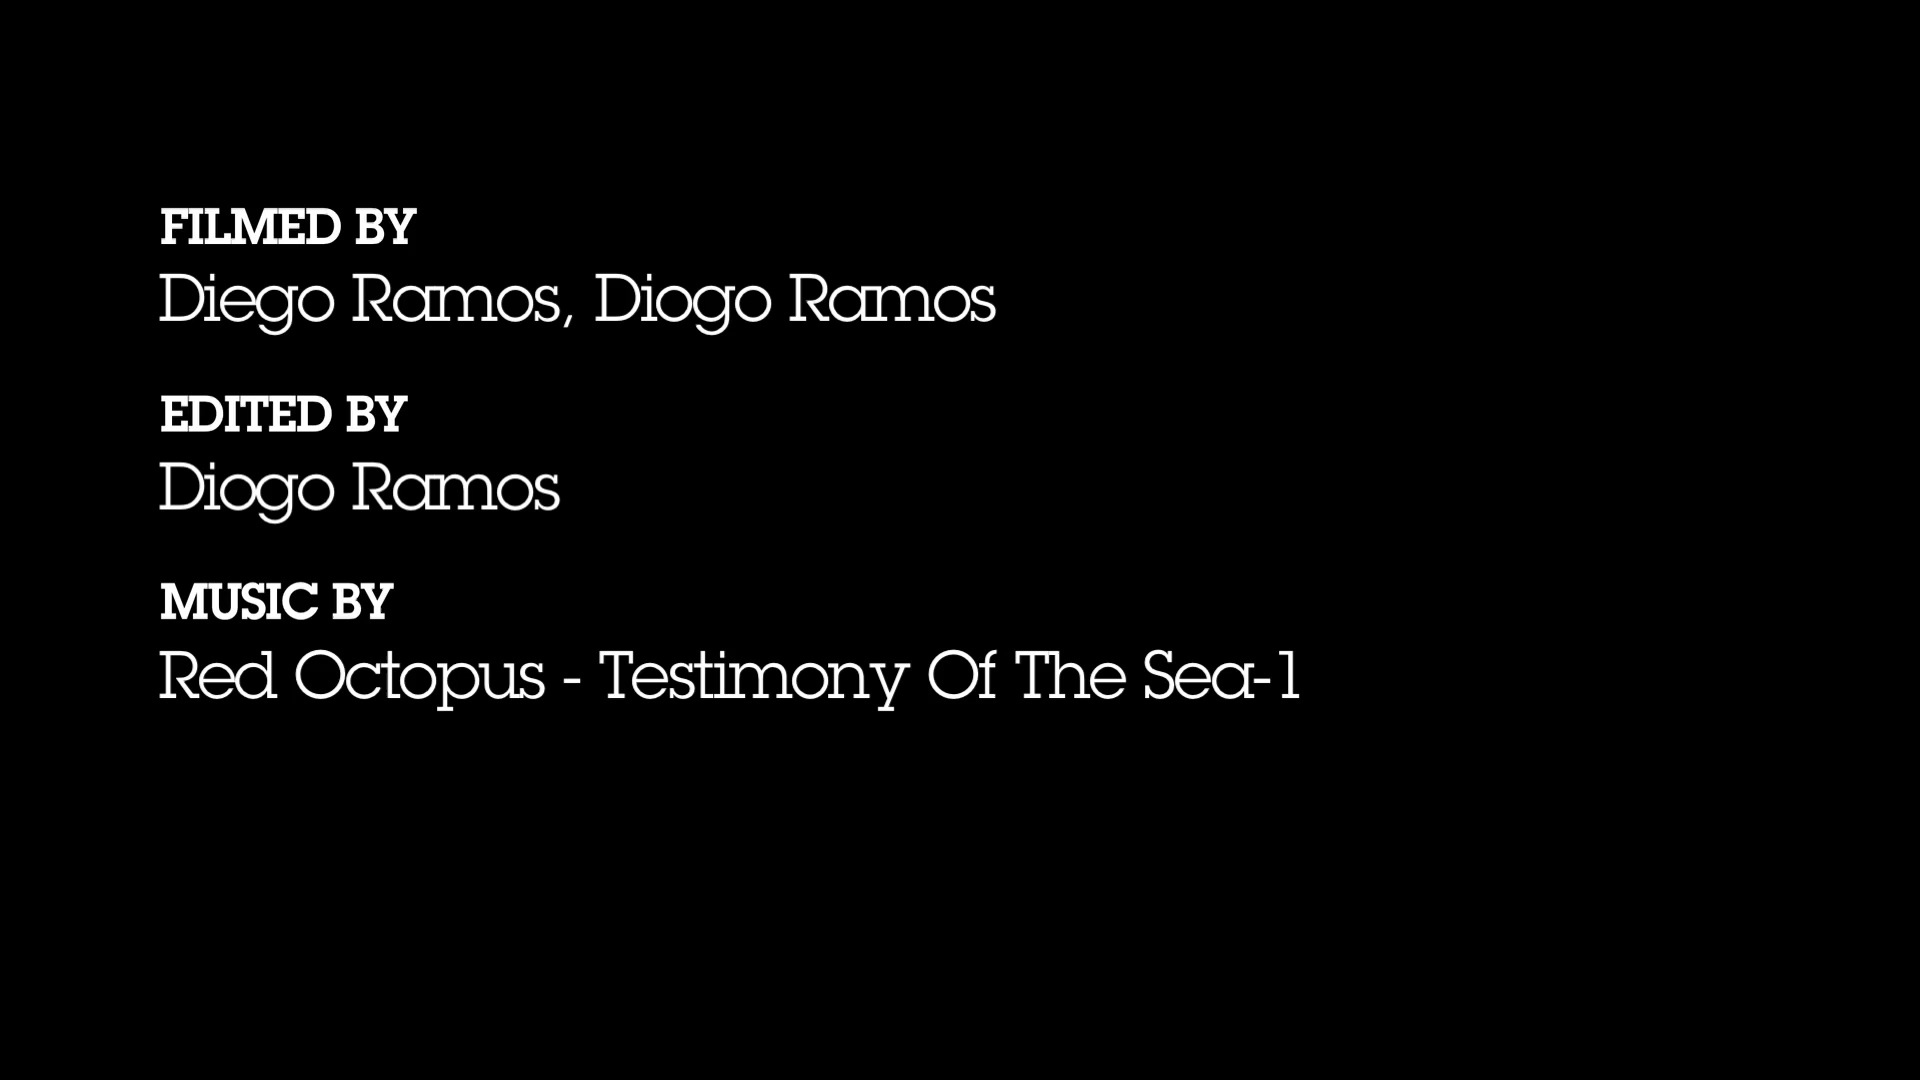 FILMED BY
Diego Ramos, Diogo Ramos
EDITED BY
Diogo Ramos
MUSIC BY
Red Octopus - Testimony Of The Sea-1